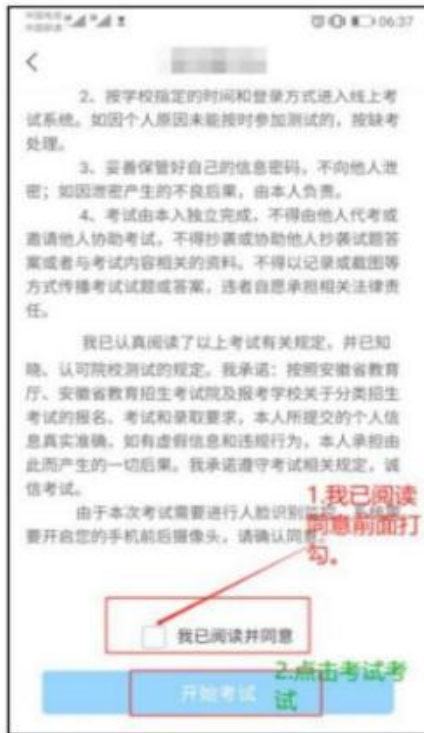 06:37
2、按学校指定的时间和登录方式进入线上考
试系统。如因个人原因未能按时参加测试的，按缺考
处理。
3、妥善保管好自己的信息密码，不向他人泄
密；如因泄密产生的不良后果，由本人负责。
4、考试由本人独立完成，不得由他人代考或
邀请他人协助考试，不得抄袭或协助他人抄袭试题答
案或者与考试内容相关的资料。不得以记录或截图等
方式传播考试试题或答案，违者自愿承担相关法律责
任。
我已认真阅读了以上考试有关规定，并已知
晓、认可院校测试的规定。我承诺：按照安徽省教育
厅、安徽省教育招生考试院及报考学校关于分类招生
考试的报名、考试和录取要求，本人所提交的个人信
息真实准确，如有虚假信息和违规行为，本人承担由
此而产生的一切后果。我承诺遵守考试相关规定，诚
信考试。
由于本次考试需要进行人脸识别
要开启您的手机前后摄像头，请确认同意
1.我已阅读
同意前面打
勾。
我已阅读并同意
2.点击考试考
试
开始考试